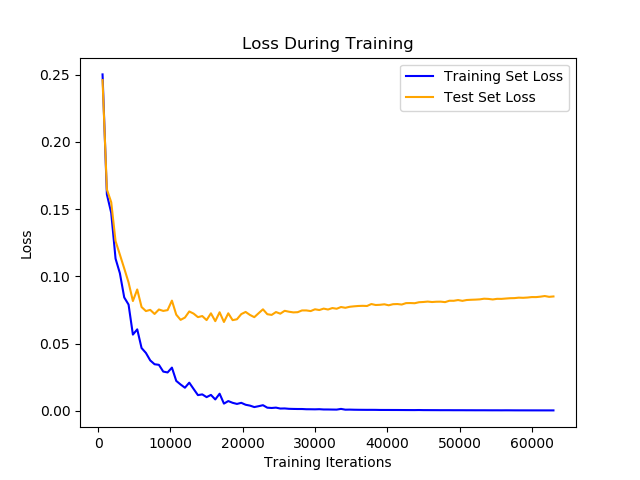 Loss During Training
Training Set Loss
Test Set Loss
Loss
0.25
0.20
0.15
0.10
0.05
0.00
0 10000 20000 30000 40000 50000 60000
Training Iterations